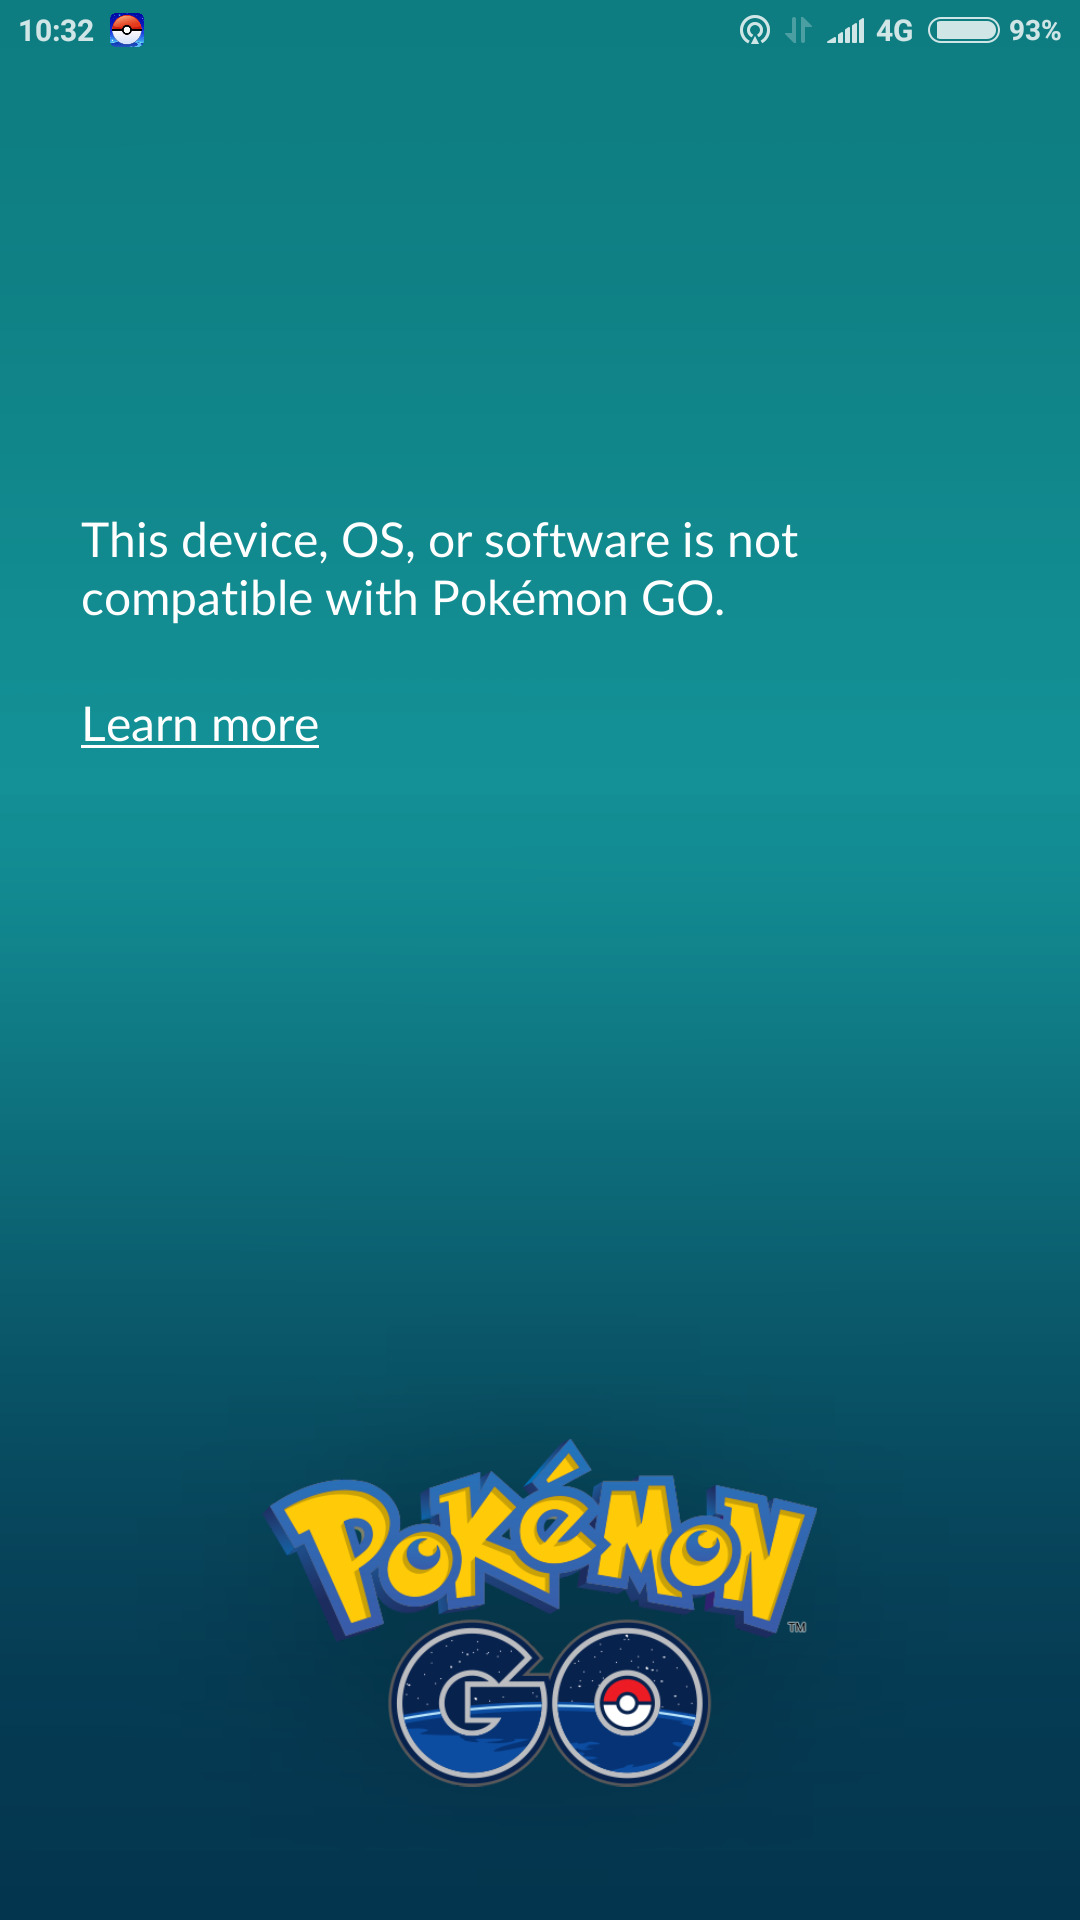 10:32 4G 93%
This device, OS, or software is not
compatible with Pokémon GO.
Learn more
POKéMON
TM
GO